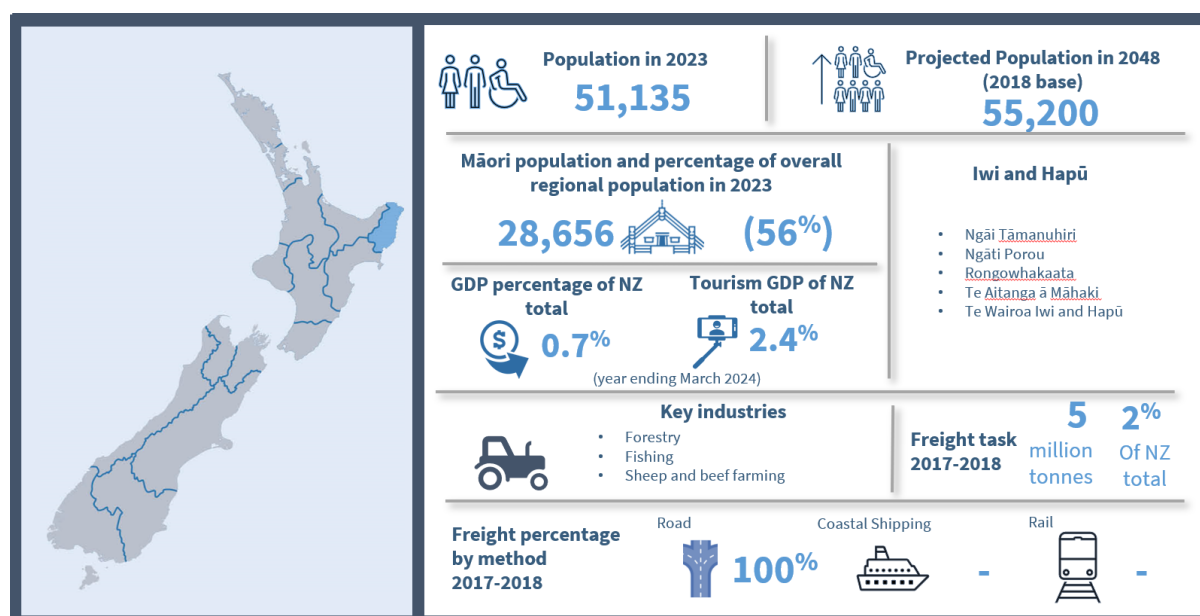 Population in 2023
51,135
Projected Population in 2048
(2018 base)
55,200
Māori population and percentage of overall
regional population in 2023
28,656
(56%)
Iwi and Hapū
• Ngāi Tāmanuhiri
• Ngāti Porou
• Rongowhakaata
• Te Aitanga ā Māhaki
• Te Wairoa Iwi and Hapū
GDP percentage of NZ
total
$
0.7%
Tourism GDP of NZ
total
2.4%
(year ending March 2024)
Key industries
• Forestry
• Fishing
• Sheep and beef farming
Freight task
2017-2018
5
million
tonnes
2%
Of NZ
total
Freight percentage
by method
2017-2018
Road
100%
Coastal Shipping
-
Rail
-